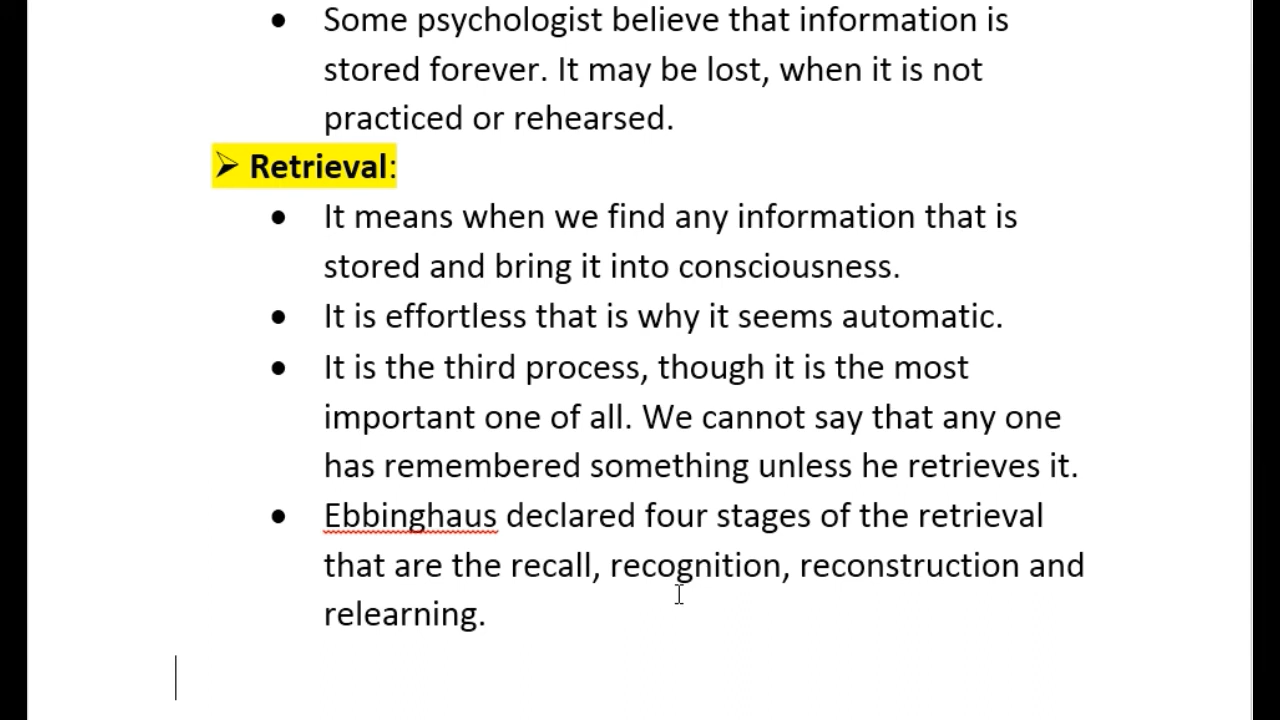 • Some psychologist believe that information is
stored forever. It may be lost, when it is not
practiced or rehearsed.
➢ Retrieval:
• It means when we find any information that is
stored and bring it into consciousness.
• It is effortless that is why it seems automatic.
• It is the third process, though it is the most
important one of all. We cannot say that any one
has remembered something unless he retrieves it.
• Ebbinghaus declared four stages of the retrieval
that are the recall, recognition, reconstruction and
relearning.